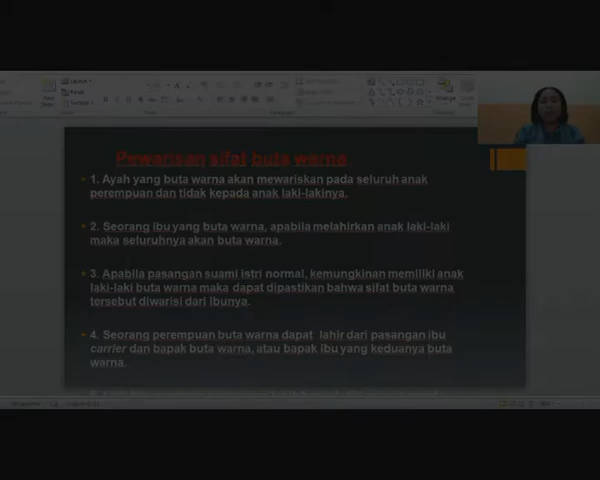 Pewarisan sifat buta warna
1. Ayah yang buta warna akan mewariskan pada seluruh anak
perempuan dan tidak kepada anak laki-lakinya.
2. Seorang ibu yang buta warna, apabila melahirkan anak laki-laki
maka seluruhnya akan buta warna.
3. Apabila pasangan suami istri normal, kemungkinan memiliki anak
laki-laki buta warna maka dapat dipastikan bahwa sifat buta warna
tersebut diwarisi dari ibunya.
4. Seorang perempuan buta warna dapat lahir dari pasangan ibu
carrier dan bapak buta warna, atau bapak ibu yang keduanya buta
warna.